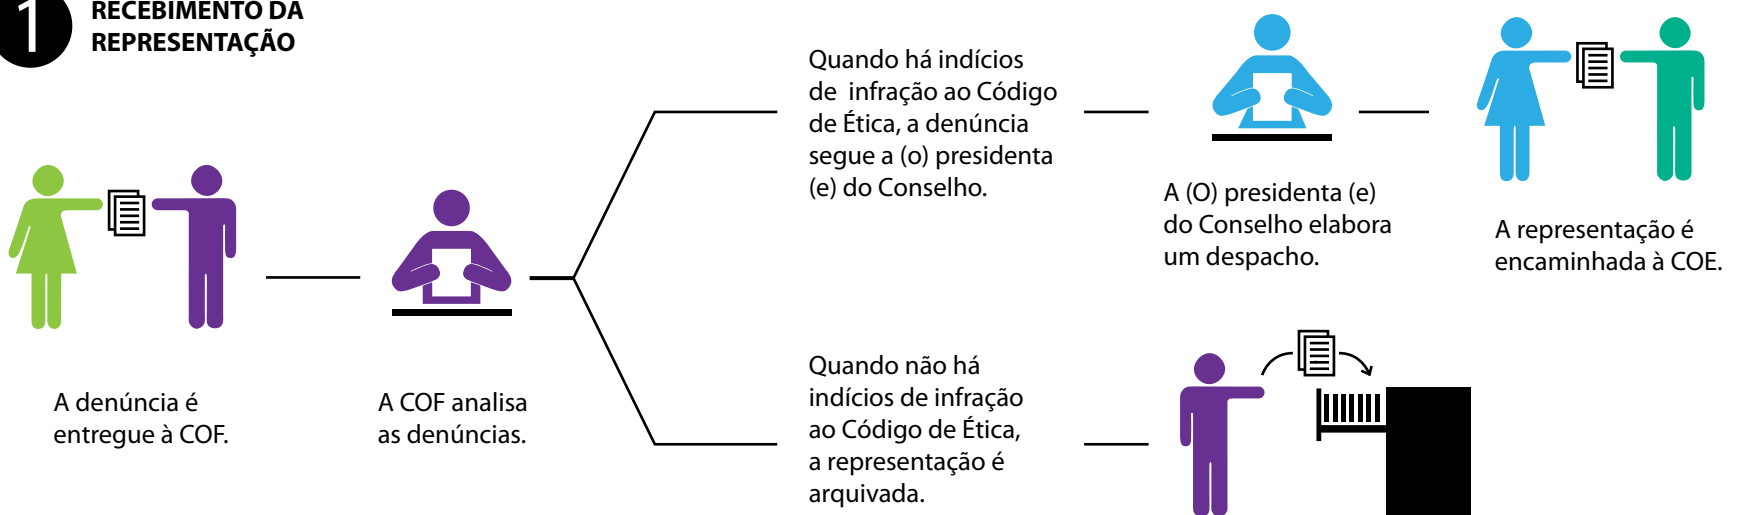 1
RECEBIMENTO DA
REPRESENTAÇÃO
A denúncia é
entregue à COF.
A COF analisa
as denúncias.
Quando há indícios
de infração ao Código
de Ética, a denúncia
segue a (o) presidenta
(e) do Conselho.
A (O) presidenta (e)
do Conselho elabora
um despacho.
A representação é
encaminhada à COE.
Quando não há
indícios de infração
ao Código de Ética,
a representação é
arquivada.